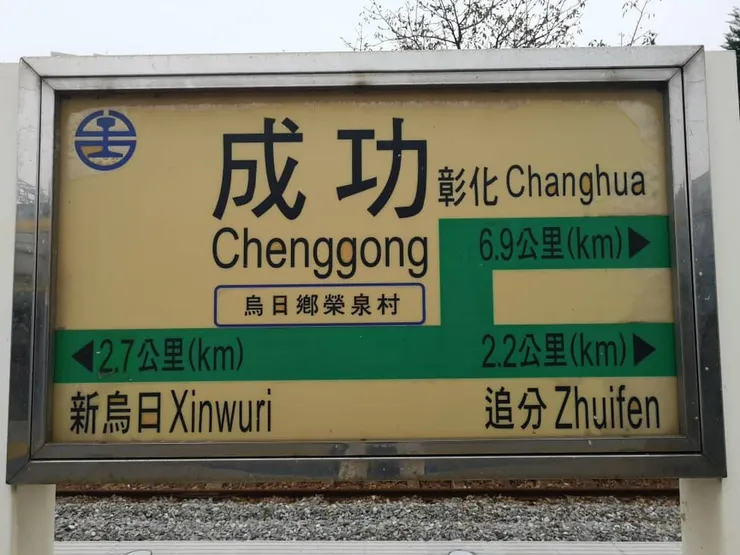 成功
Chenggong
烏日鄉榮泉村
彰化 Changhua
6.9公里(km)▶
◀2.7公里(km)
新烏日 Xinwuri
2.2公里(km)▶
追分 Zhuifen